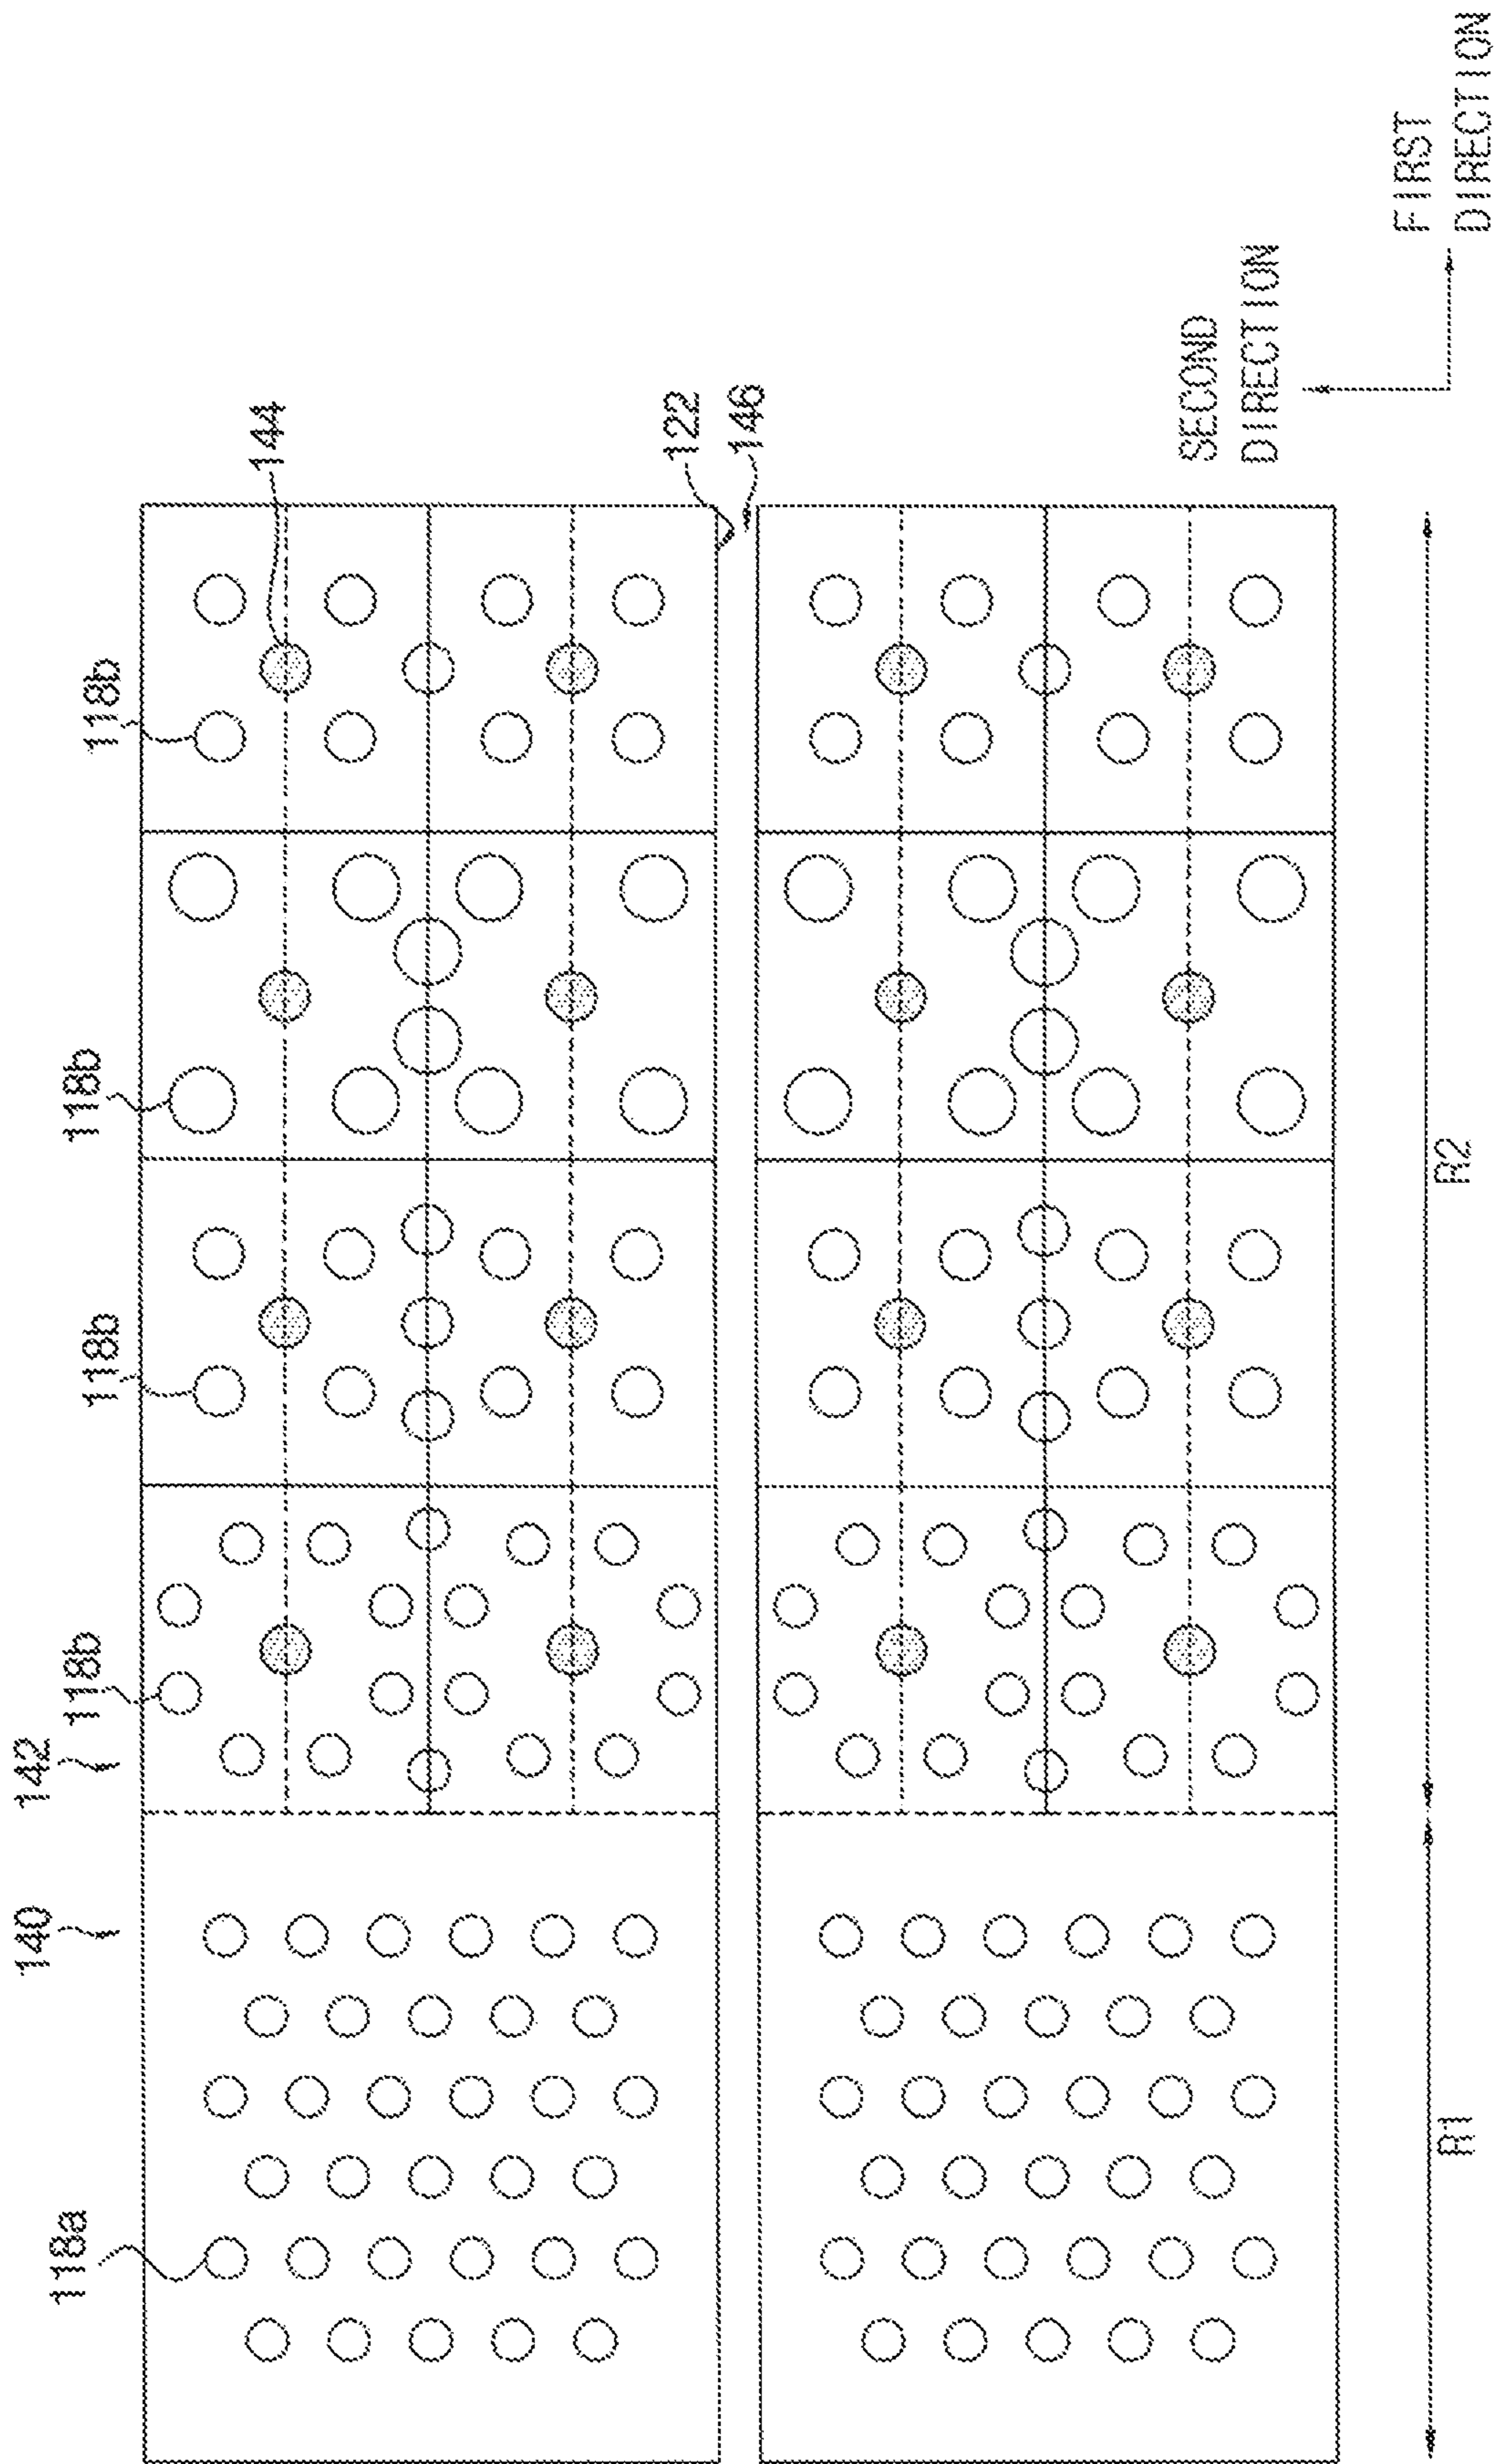 118a
140
142
118b
118b
118b
118b
144
122
146
R1
R2
SECOND
DIRECTION
FIRST
DIRECTION